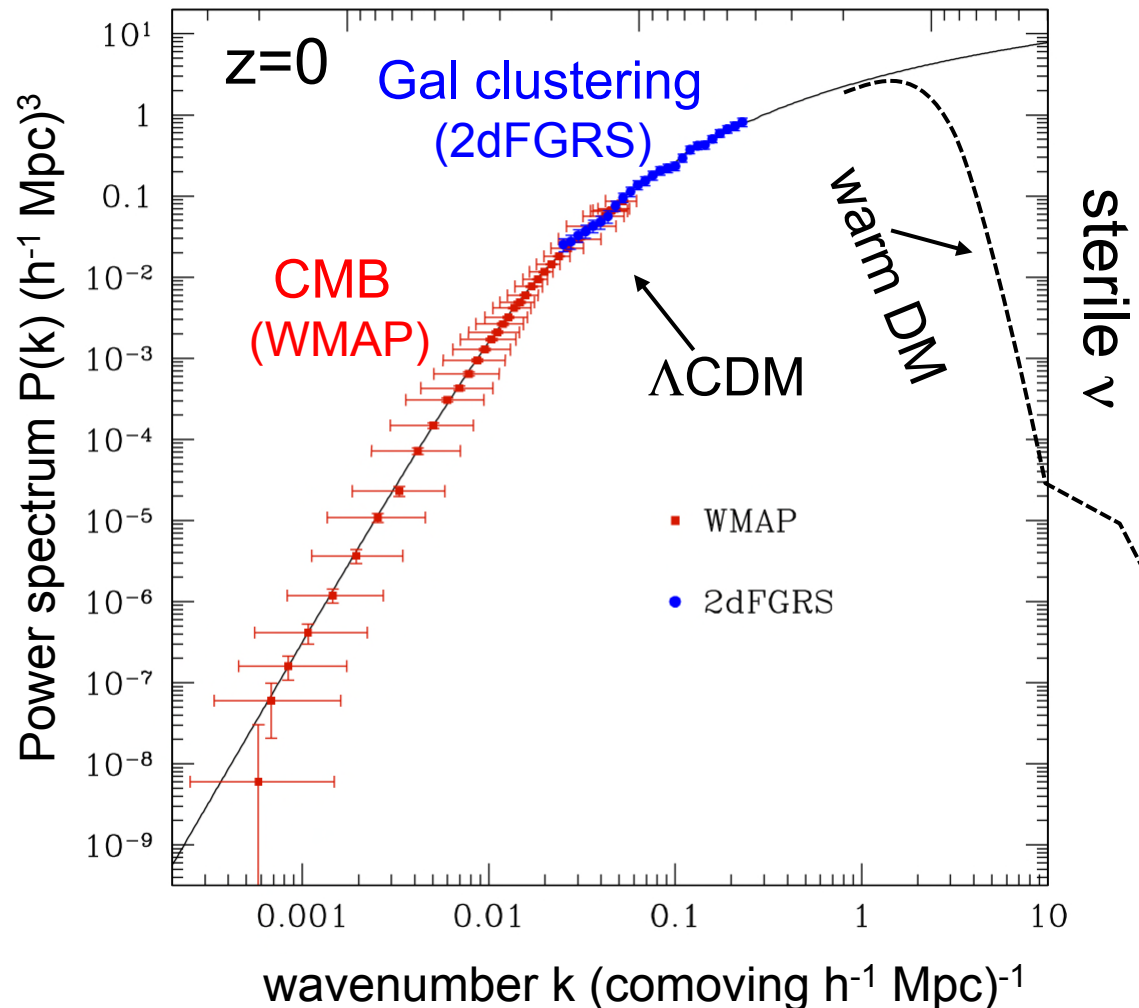 z=0
Gal clustering
(2dFGRS)
CMB
(WMAP)
ΛCDM
warm DM
sterile ν
WMAP
2dFGRS
Power spectrum P(k) (h⁻¹ Mpc)³
10¹
1
0.1
10⁻²
10⁻³
10⁻⁴
10⁻⁵
10⁻⁶
10⁻⁷
10⁻⁸
10⁻⁹
0.001 0.01 0.1 1 10
wavenumber k (comoving h⁻¹ Mpc)⁻¹